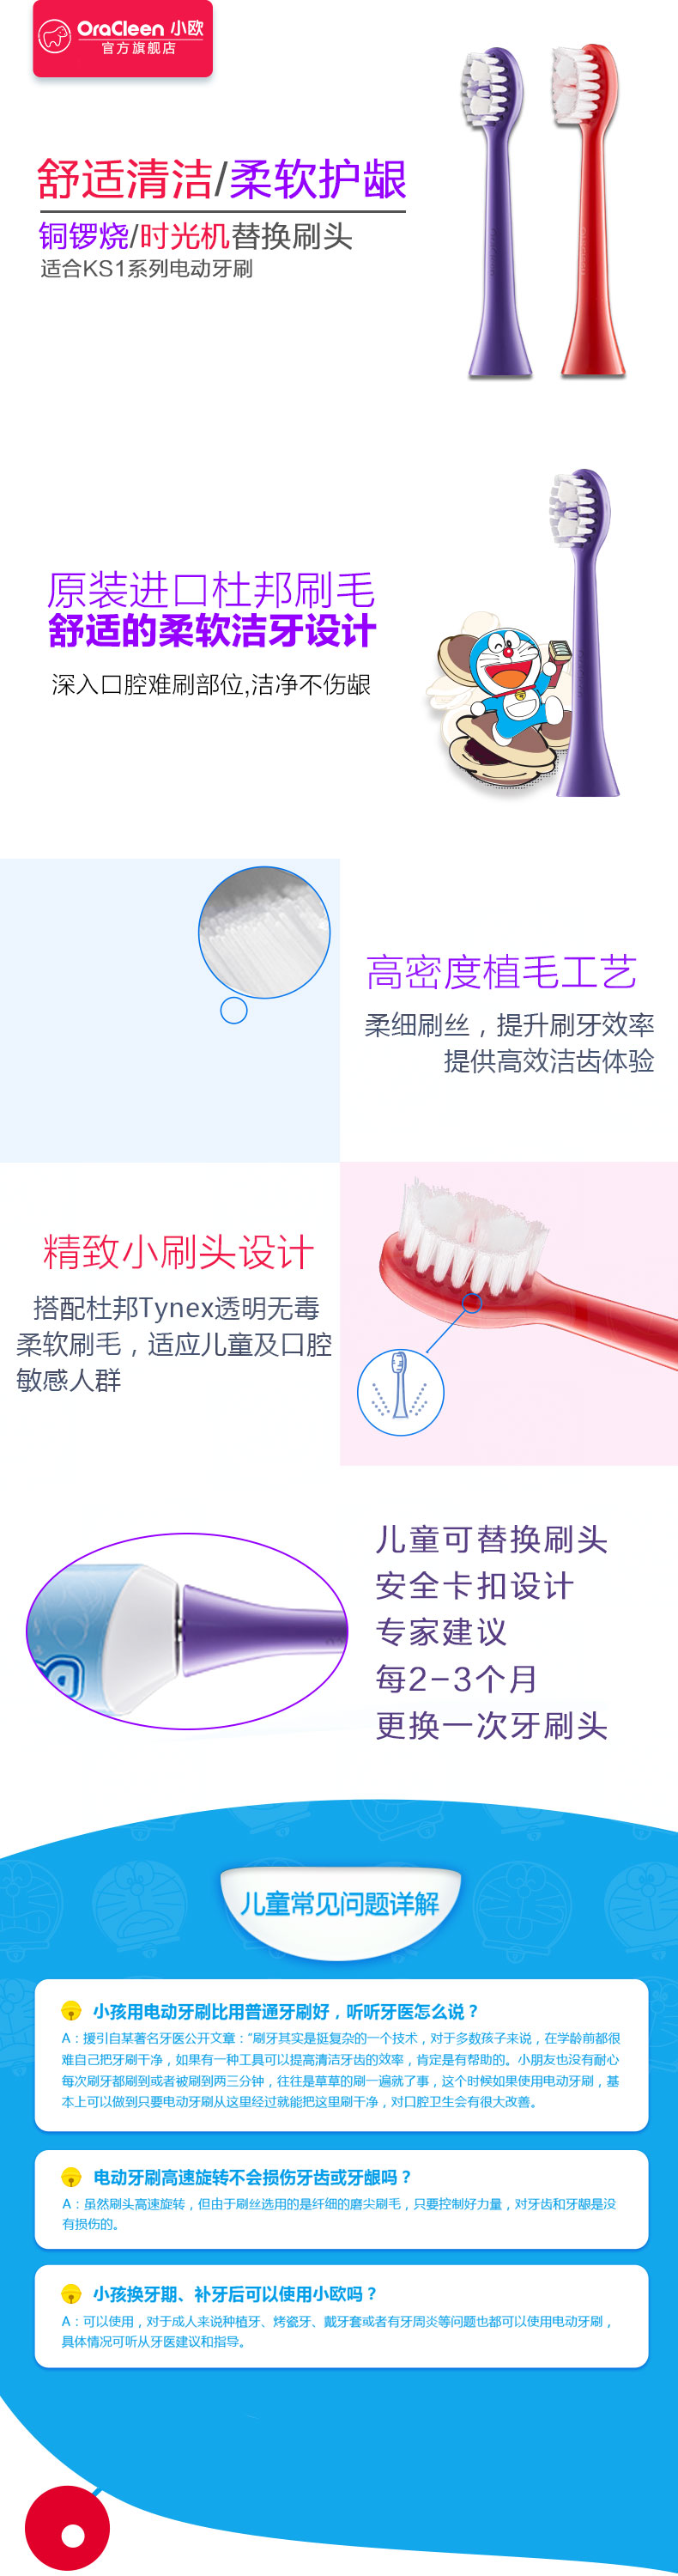 OraCleen 小欧
官方旗舰店
舒适清洁/柔软护龈
铜锣烧/时光机替换刷头
适合KS1系列电动牙刷
原装进口杜邦刷毛
舒适的柔软洁牙设计
深入口腔难刷部位,洁净不伤龈
高密度植毛工艺
柔细刷丝，提升刷牙效率
提供高效洁齿体验
精致小刷头设计
搭配杜邦Tynex透明无毒
柔软刷毛，适应儿童及口腔
敏感人群
儿童可替换刷头
安全卡扣设计
专家建议
每2-3个月
更换一次牙刷头
儿童常见问题详解
小孩用电动牙刷比用普通牙刷好，听听牙医怎么说？
A：援引自某著名牙医公开文章："刷牙其实是挺复杂的一个技术，对于多数孩子来说，在学龄前都很
难自己把牙刷干净，如果有一种工具可以提高清洁牙齿的效率，肯定是有帮助的。小朋友也没有耐心
每次刷牙都刷到或者被刷到两三分钟，往往是草草的刷一遍就了事，这个时候如果使用电动牙刷，基
本上可以做到只要电动牙刷从这里经过就能把这里刷干净，对口腔卫生会有很大改善。
电动牙刷高速旋转不会损伤牙齿或牙龈吗？
A：虽然刷头高速旋转，但由于刷丝选用的是纤细的磨尖刷毛，只要控制好力量，对牙齿和牙龈是没
有损伤的。
小孩换牙期、补牙后可以使用小欧吗？
A：可以使用，对于成人来说种植牙、烤瓷牙、戴牙套或者有牙周炎等问题也都可以使用电动牙刷，
具体情况可听从牙医建议和指导。